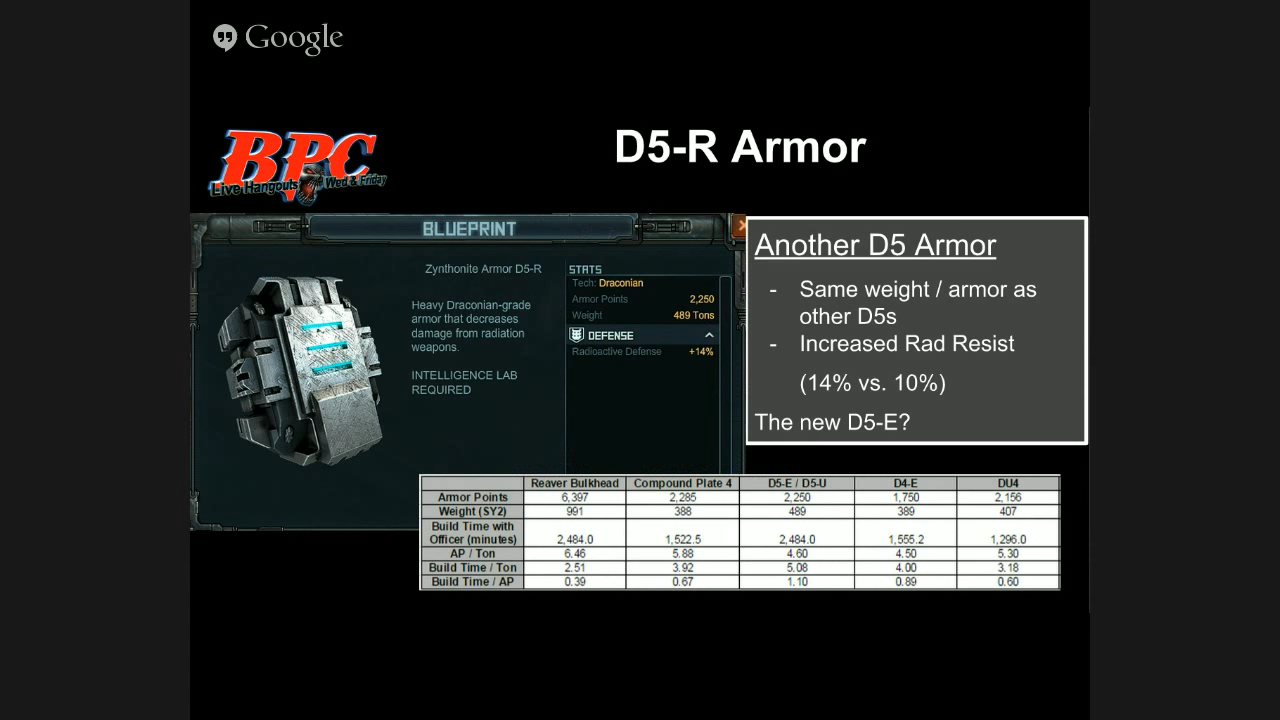 Google
BPC
Live Hangouts Wed & Friday
D5-R Armor
BLUEPRINT
Zynthonite Armor D5-R
Heavy Draconian-grade
armor that decreases
damage from radiation
weapons.
INTELLIGENCE LAB
REQUIRED
STATS
Tech: Draconian
Armor Points 2,250
Weight 489 Tons
DEFENSE
Radioactive Defense +14%
Another D5 Armor
- Same weight / armor as
other D5s
- Increased Rad Resist
(14% vs. 10%)
The new D5-E?
Reaver Bulkhead Compound Plate 4 D5-E / D5-U D4-E DU4
Armor Points 6,397 2,285 2,250 1,750 2,156
Weight (SY2) 991 388 489 389 407
Build Time with
Officer (minutes) 2,484.0 1,522.5 2,484.0 1,555.2 1,296.0
AP / Ton 6.46 5.88 4.60 4.50 5.30
Build Time / Ton 2.51 3.92 5.08 4.00 3.18
Build Time / AP 0.39 0.67 1.10 0.89 0.60